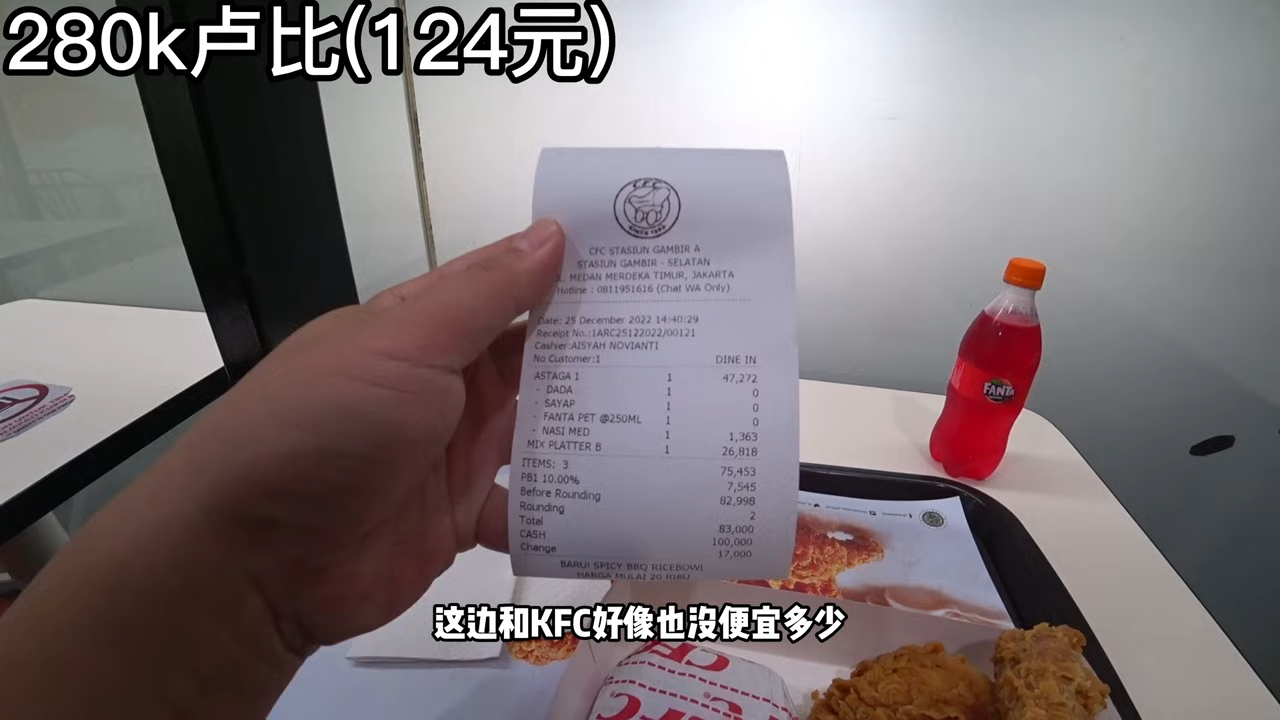 280k卢比(124元)
CFC
SINCE 1983
CFC STASIUN GAMBIR A
STASIUN GAMBIR - SELATAN
MEDAN MERDEKA TIMUR, JAKARTA
Hotline : 0811951616 (Chat WA Only)
Date: 25 December 2022 14:40:29
Receipt No.:1ARC25122022/00121
Cashier:AISYAH NOVIANTI
No Customer:1 DINE IN
ASTAGA 1 1 47,272
- DADA 1 0
- SAYAP 1 0
- FANTA PET @250ML 1 0
- NASI MED 1 1,363
MIX PLATTER B 1 26,818
ITEMS: 3 75,453
PB1 10.00% 7,545
Before Rounding 82,998
Rounding 2
Total 83,000
CASH 100,000
Change 17,000
BARU! SPICY BBQ RICEBOWI
HARGA MULAI 20 RIBU
FANTA
这边和KFC好像也没便宜多少
CFC
CFC